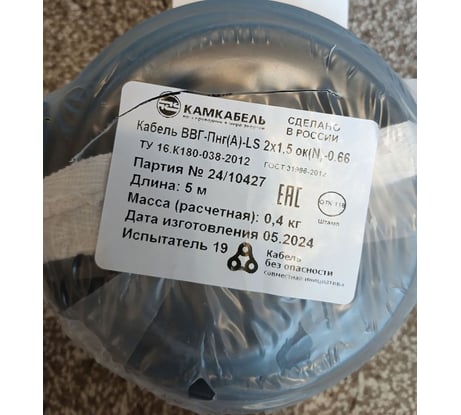 КАМКАБЕЛЬ
СДЕЛАНО
В РОССИИ
Кабель ВВГ-Пнг(А)-LS 2х1,5 ок(N,-0.66
ТУ 16.К180-038-2012 ГОСТ 31996-2012
Партия № 24/10427
Длина: 5 м
ЕАС
Масса (расчетная): 0,4 кг
Штамп
Дата изготовления 05.2024
Испытатель 19
Кабель
без опасности
совместная инициатива